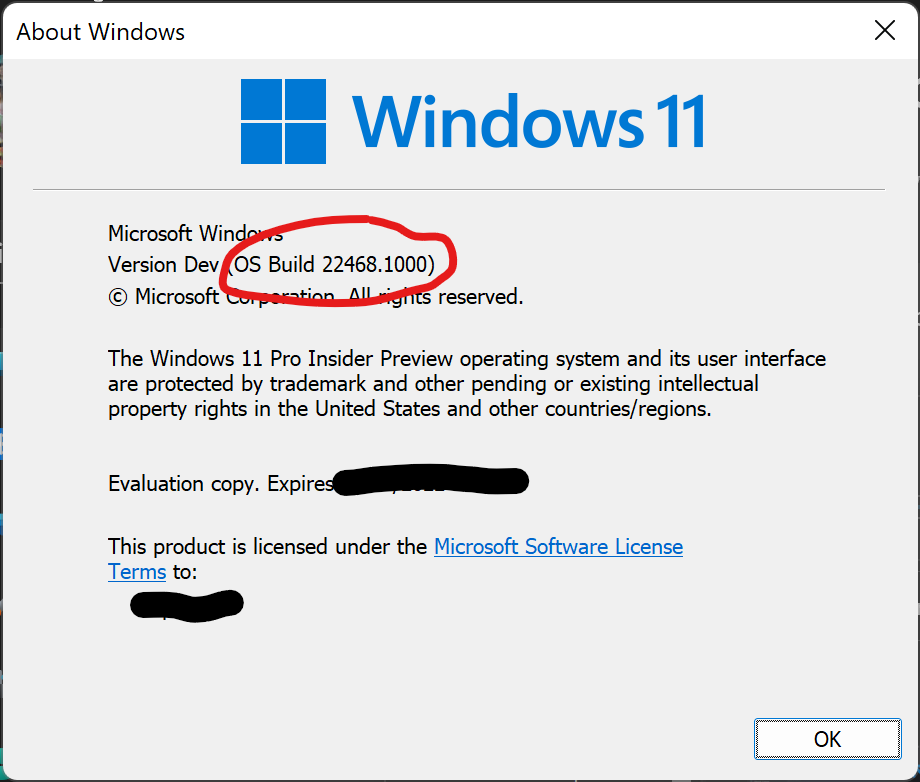 About Windows
Windows 11
Microsoft Windows
Version Dev (OS Build 22468.1000)
© Microsoft Corporation. All rights reserved.
The Windows 11 Pro Insider Preview operating system and its user interface
are protected by trademark and other pending or existing intellectual
property rights in the United States and other countries/regions.
Evaluation copy. Expires
This product is licensed under the Microsoft Software License
Terms to:
OK